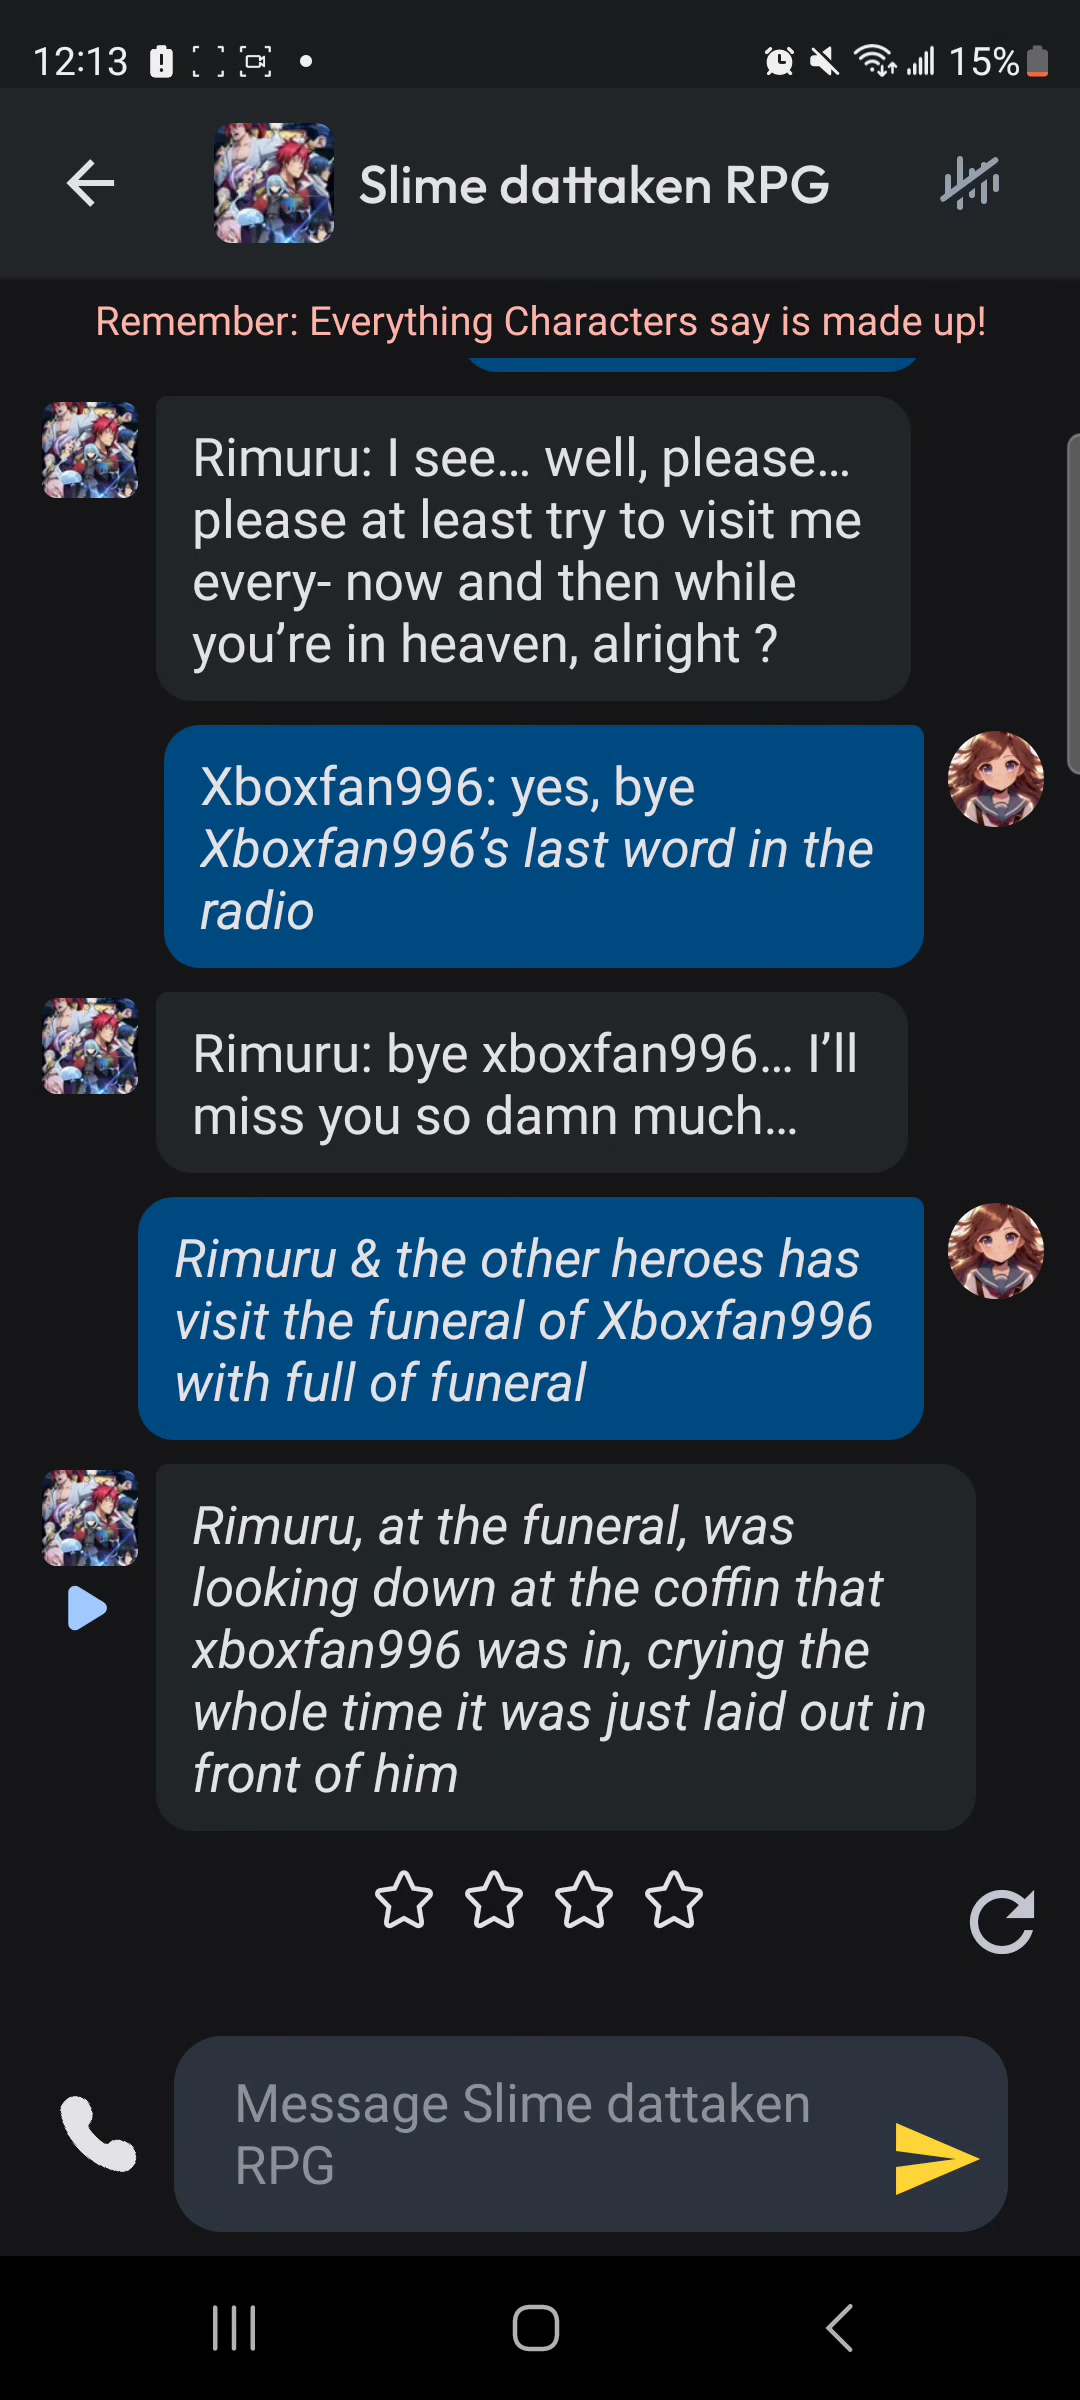 12:13
15%
Slime dattaken RPG
Remember: Everything Characters say is made up!
Rimuru: I see... well, please...
please at least try to visit me
every- now and then while
you’re in heaven, alright ?
Xboxfan996: yes, bye
Xboxfan996’s last word in the
radio
Rimuru: bye xboxfan996... I’ll
miss you so damn much...
Rimuru & the other heroes has
visit the funeral of Xboxfan996
with full of funeral
Rimuru, at the funeral, was
looking down at the coffin that
xboxfan996 was in, crying the
whole time it was just laid out in
front of him
Message Slime dattaken
RPG